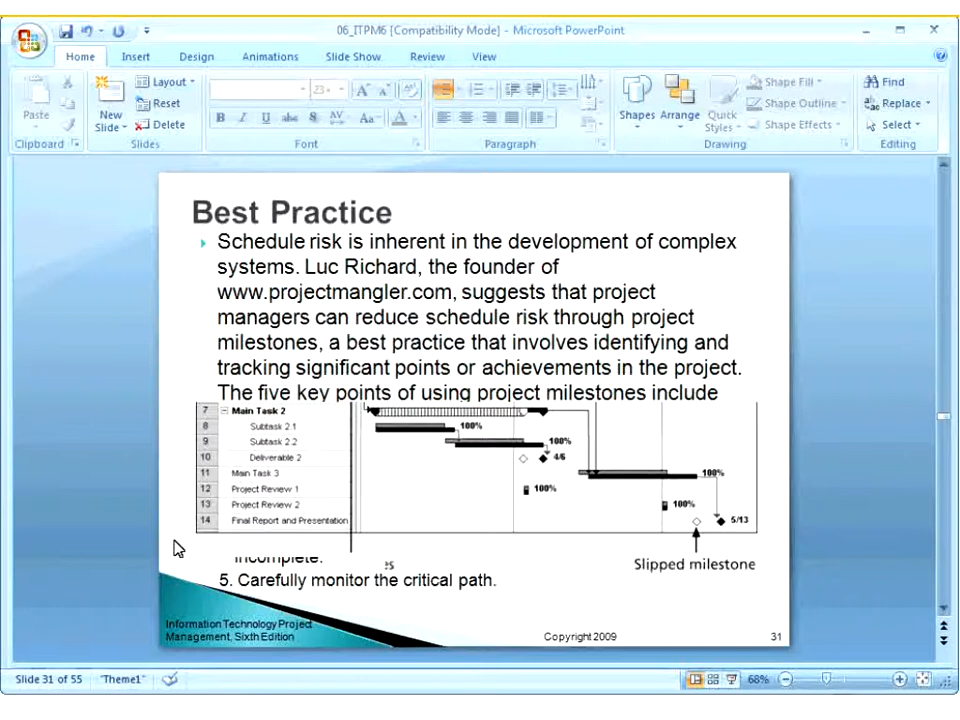 06_ITPM6 [Compatibility Mode] - Microsoft PowerPoint
Home Insert Design Animations Slide Show Review View
Paste
New Slide
Layout
Reset
Delete
23
B I U abe S AV Aa A
Shapes Arrange Quick Styles
Shape Fill
Shape Outline
Shape Effects
Find
Replace
Select
Clipboard Slides Font Paragraph Drawing Editing
Best Practice
Schedule risk is inherent in the development of complex
systems. Luc Richard, the founder of
www.projectmangler.com, suggests that project
managers can reduce schedule risk through project
milestones, a best practice that involves identifying and
tracking significant points or achievements in the project.
The five key points of using project milestones include
7 Main Task 2
8 Subtask 2.1 100%
9 Subtask 2.2 100%
10 Deliverable 2 4/6
11 Main Task 3 100%
12 Project Review 1 100%
13 Project Review 2 100%
14 Final Report and Presentation 5/13
incomplete.
Slipped milestone
5. Carefully monitor the critical path.
Information Technology Project
Management, Sixth Edition
Copyright 2009
31
Slide 31 of 55 "Theme1" 68%